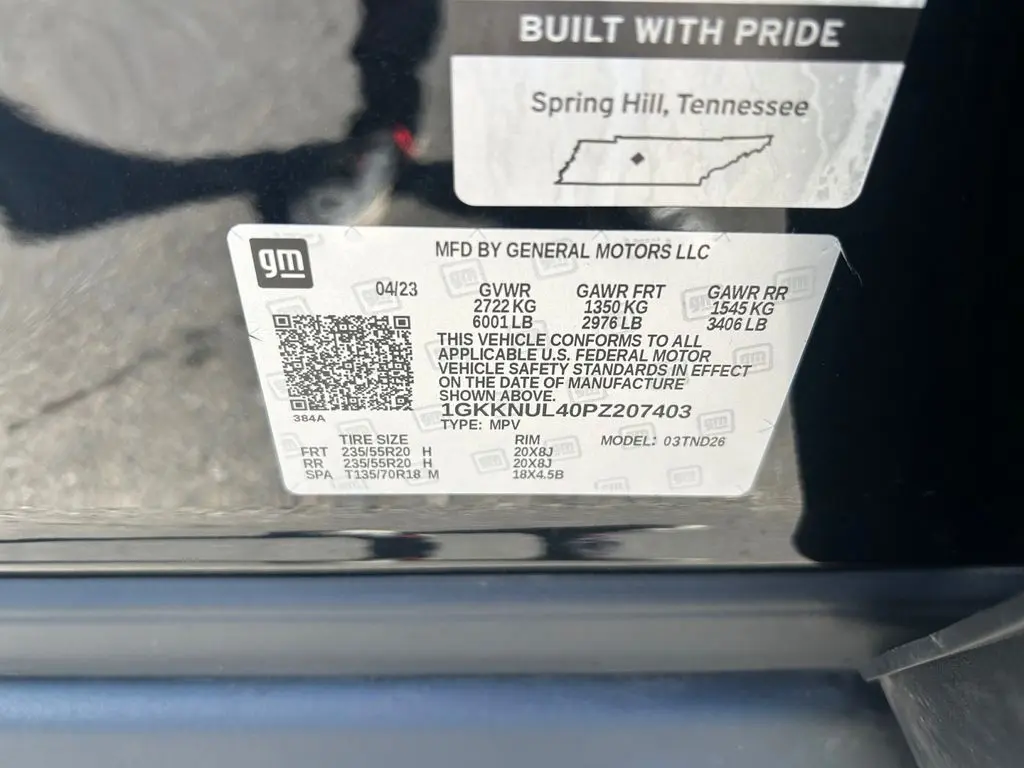 BUILT WITH PRIDE
Spring Hill, Tennessee
gm
MFD BY GENERAL MOTORS LLC
04/23 GVWR GAWR FRT GAWR RR
2722 KG 1350 KG 1545 KG
6001 LB 2976 LB 3406 LB
THIS VEHICLE CONFORMS TO ALL
APPLICABLE U.S. FEDERAL MOTOR
VEHICLE SAFETY STANDARDS IN EFFECT
ON THE DATE OF MANUFACTURE
SHOWN ABOVE.
384A
1GKKNUL40PZ207403
TYPE: MPV
TIRE SIZE RIM MODEL: 03TND26
FRT 235/55R20 H 20X8J
RR 235/55R20 H 20X8J
SPA T135/70R18 M 18X4.5B